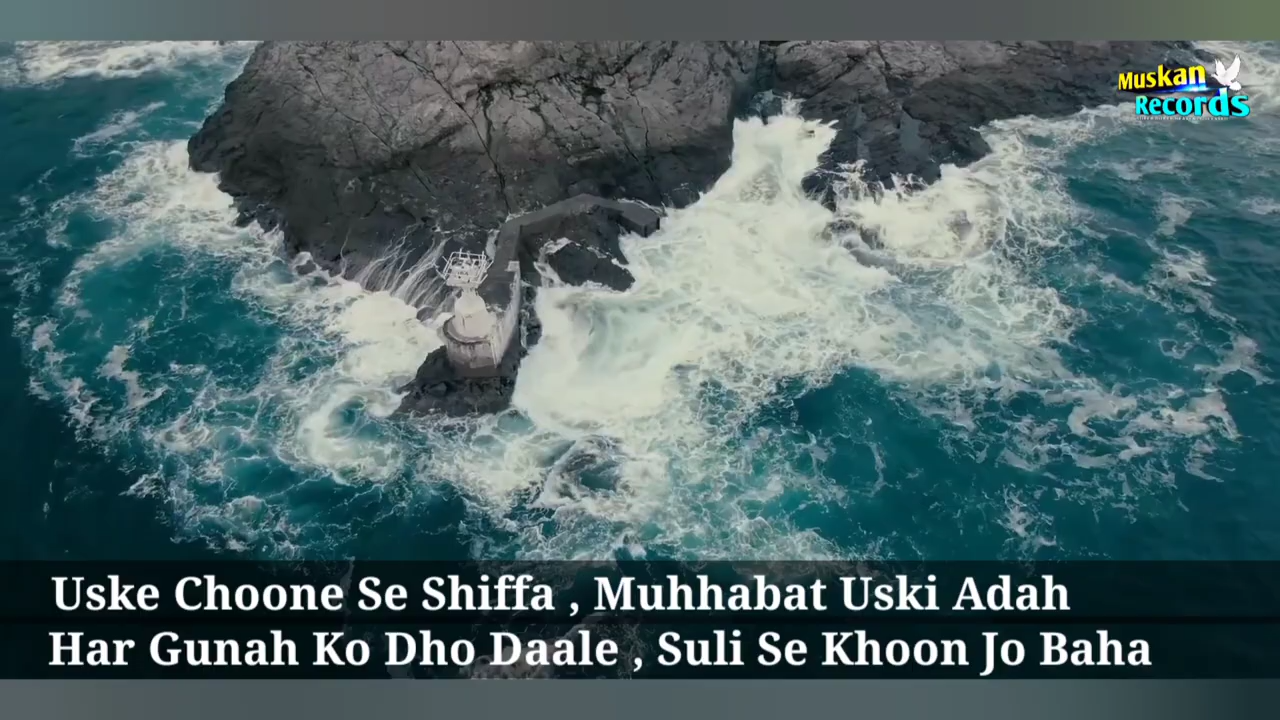 Muskan
Records
Uske Choone Se Shiffa , Muhhabat Uski Adah
Har Gunah Ko Dho Daale , Suli Se Khoon Jo Baha